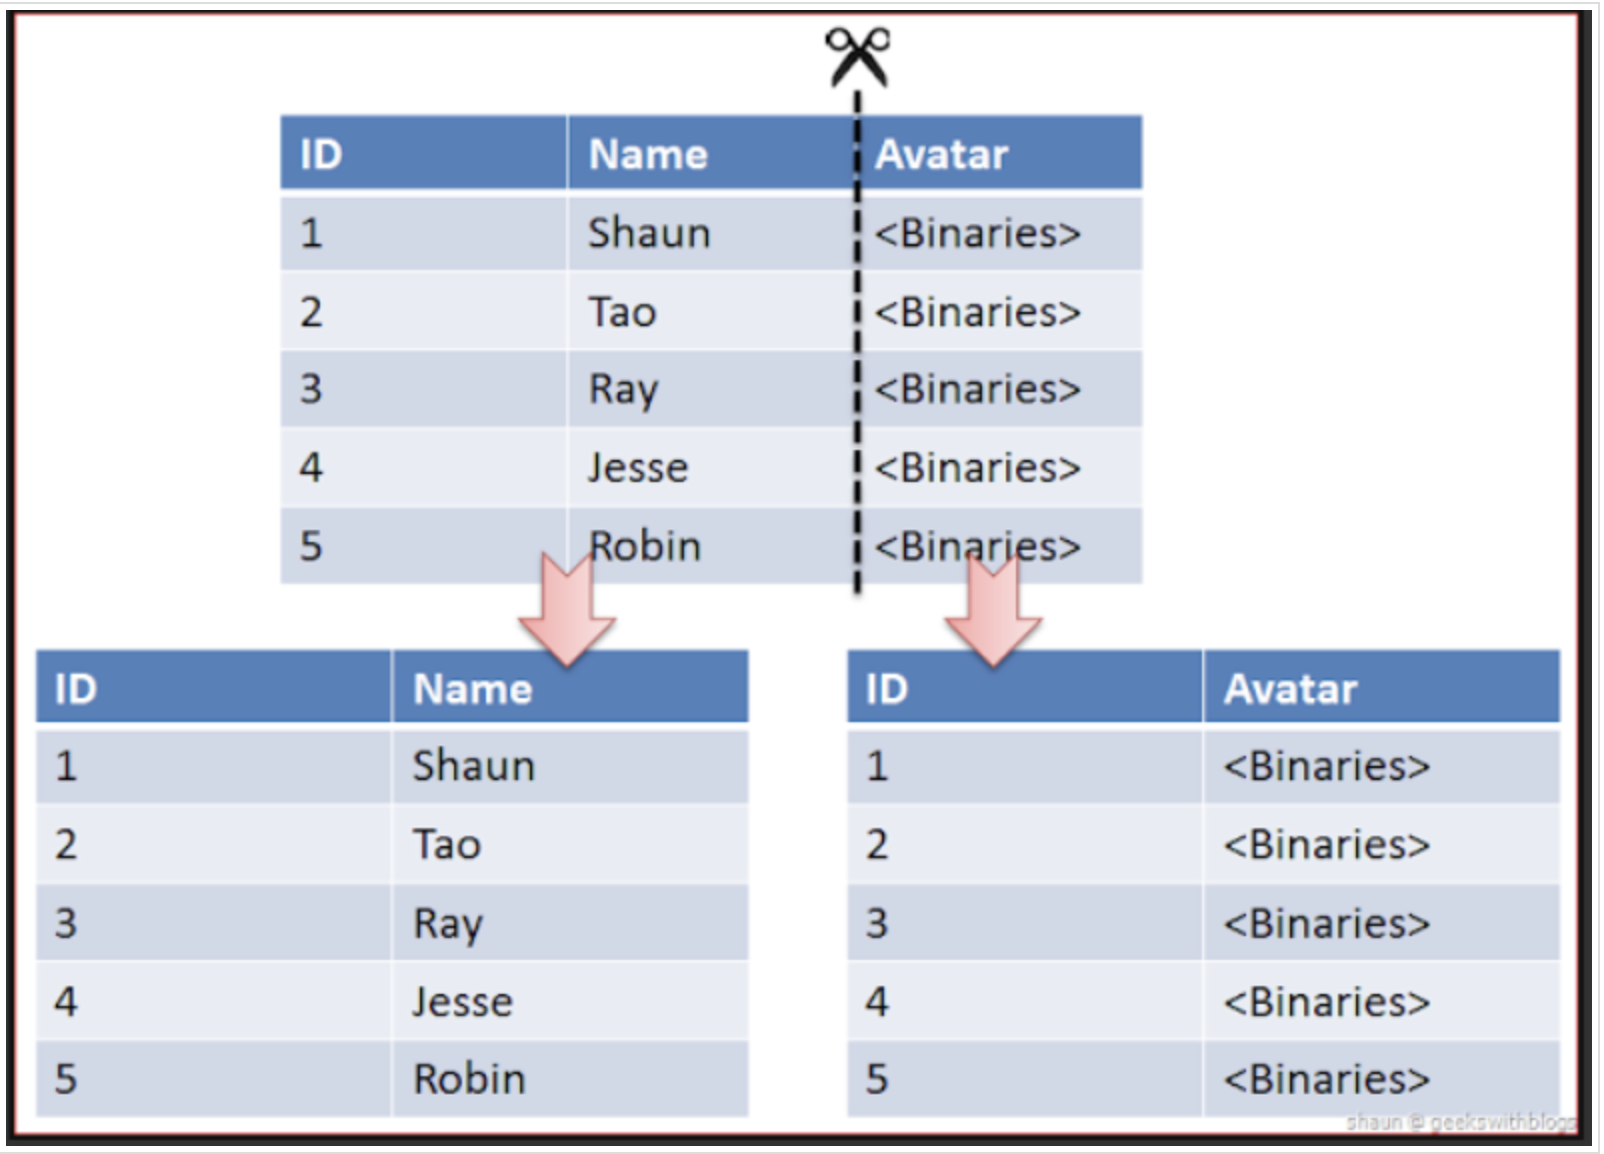 ID Name Avatar
1 Shaun <Binaries>
2 Tao <Binaries>
3 Ray <Binaries>
4 Jesse <Binaries>
5 Robin <Binaries>
ID Name
1 Shaun
2 Tao
3 Ray
4 Jesse
5 Robin
ID Avatar
1 <Binaries>
2 <Binaries>
3 <Binaries>
4 <Binaries>
5 <Binaries>
shaun @ geekswithblogs